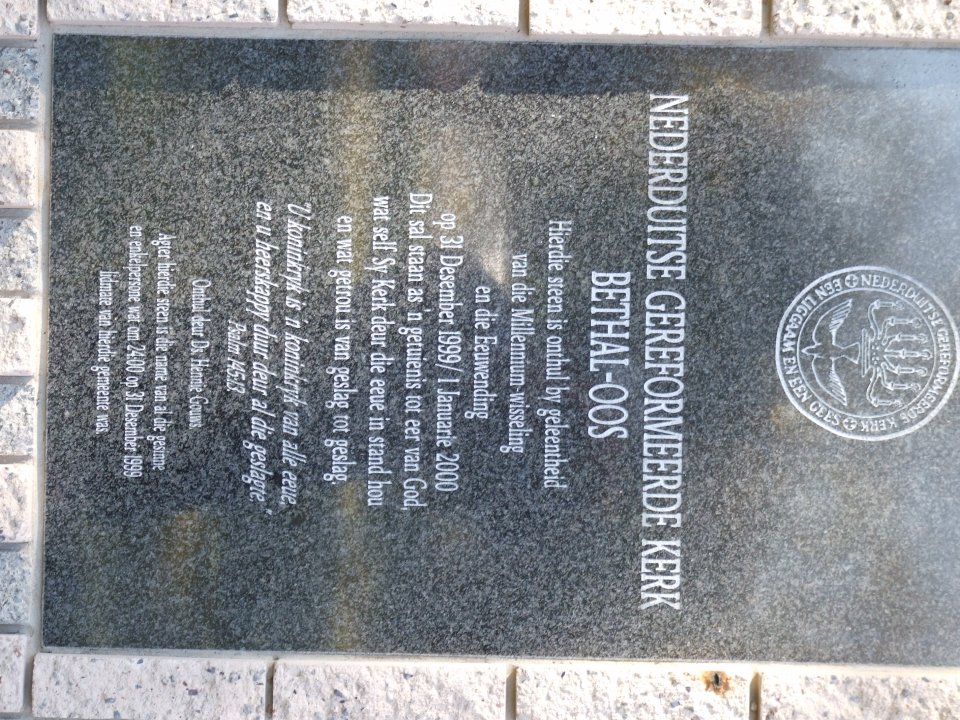 NEDERDUITSE GEREFORMEERDE KERK
EEN LIGGAAM EN EEN GEES
NEDERDUITSE GEREFORMEERDE KERK
BETHAL-OOS
Hierdie steen is onthul by geleentheid
van die Millennium-wisseling
en die Eeuwending
op 31 Desember 1999 / 1 Januarie 2000
Dit sal staan as 'n getuienis tot eer van God,
wat self Sy Kerk deur die eeue in stand hou
en wat getrou is van geslag tot geslag
"U koninkryk is 'n koninkryk van alle eeue,
en u heerskappy duur deur al die geslagte."
Psalm 145:13
Onthul deur Ds. Hennie Gouws
Agter hierdie steen is die name van al die gesinne
en enkelpersone wat om 24:00 op 31 Desember 1999
lidmate van hierdie gemeente was